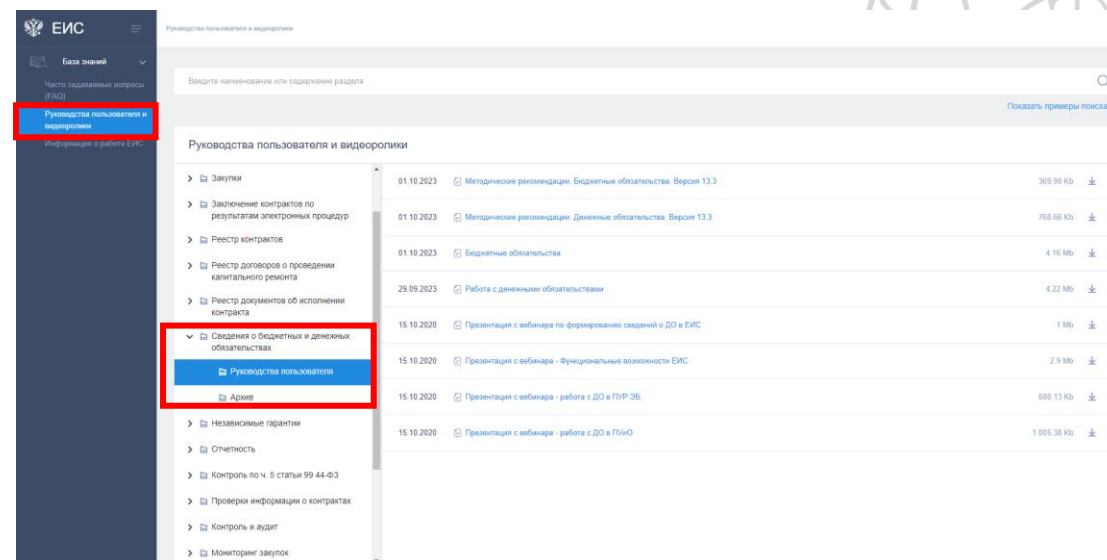 ЕИС
Руководства пользователя и видеоролики
База знаний
Часто задаваемые вопросы
(FAQ)
Руководства пользователя и
видеоролики
Информация о работе ЕИС
Введите наименование или содержание раздела
Показать примеры поиска
Руководства пользователя и видеоролики
Закупки
Заключение контрактов по
результатам электронных процедур
Реестр контрактов
Реестр договоров о проведении
капитального ремонта
Реестр документов об исполнении
контракта
Сведения о бюджетных и денежных
обязательствах
Руководства пользователя
Архив
Независимые гарантии
Отчетность
Контроль по ч. 5 статьи 99 44-ФЗ
Проверки информации о контрактах
Контроль и аудит
Мониторинг закупок
01.10.2023 Методические рекомендации. Бюджетные обязательства. Версия 13.3 369.98 Kb
01.10.2023 Методические рекомендации. Денежные обязательства. Версия 13.3 768.66 Kb
01.10.2023 Бюджетные обязательства 4.16 Mb
29.09.2023 Работа с денежными обязательствами 4.22 Mb
15.10.2020 Презентация с вебинара по формированию сведений о ДО в ЕИС 1 Mb
15.10.2020 Презентация с вебинара - Функциональные возможности ЕИС 2.9 Mb
15.10.2020 Презентация с вебинара - работа с ДО в ПУР ЭБ 680.13 Kb
15.10.2020 Презентация с вебинара - работа с ДО в ПУиО 1 005.38 Kb